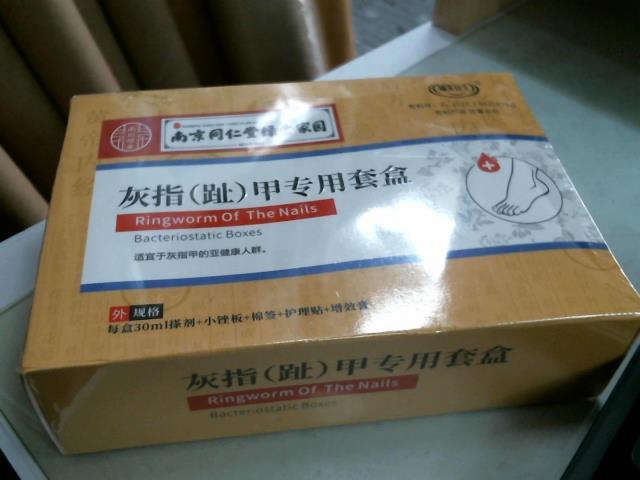 南京同仁堂绿金家园
灰指(趾)甲专用套盒
Ringworm Of The Nails
Bacteriostatic Boxes
适宜于灰指甲的亚健康人群。
外 规格
每盒30ml搽剂+小锉板+棉签+护理贴+增效膏
灰指(趾)甲专用套盒
Ringworm Of The Nails
Bacteriostatic Boxes